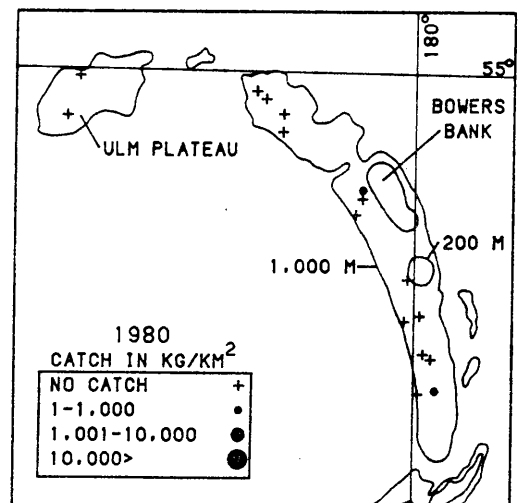 180°
55°
BOWERS
BANK
ULM PLATEAU
200 M
1,000 M
1980
CATCH IN KG/KM2
NO CATCH +
1-1,000
1,001-10,000
10,000>